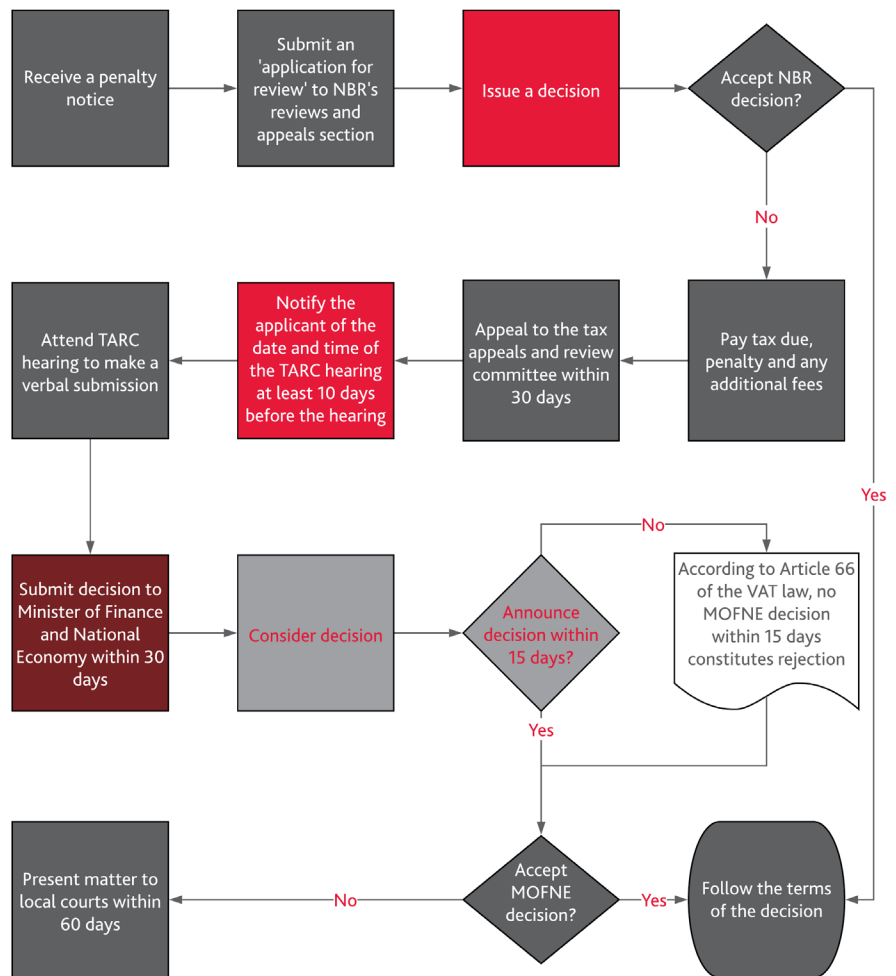 Receive a penalty
notice
Submit an
'application for
review' to NBR's
reviews and
appeals section
Issue a decision
Accept NBR
decision?
No
Yes
Pay tax due,
penalty and any
additional fees
Appeal to the tax
appeals and review
committee within
30 days
Notify the
applicant of the
date and time of
the TARC hearing
at least 10 days
before the hearing
Attend TARC
hearing to make a
verbal submission
Submit decision to
Minister of Finance
and National
Economy within 30
days
Consider decision
Announce
decision within
15 days?
No
According to Article 66
of the VAT law, no
MOFNE decision
within 15 days
constitutes rejection
Yes
Accept
MOFNE
decision?
No
Present matter to
local courts within
60 days
Yes
Follow the terms
of the decision